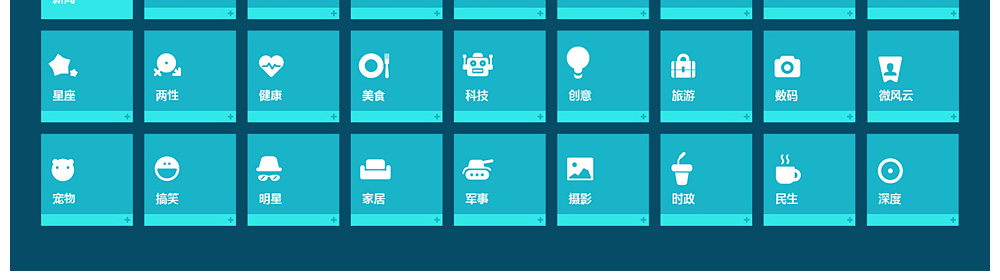 新闻
星座
两性
健康
美食
科技
创意
旅游
数码
微风云
宠物
搞笑
明星
家居
军事
摄影
时政
民生
深度